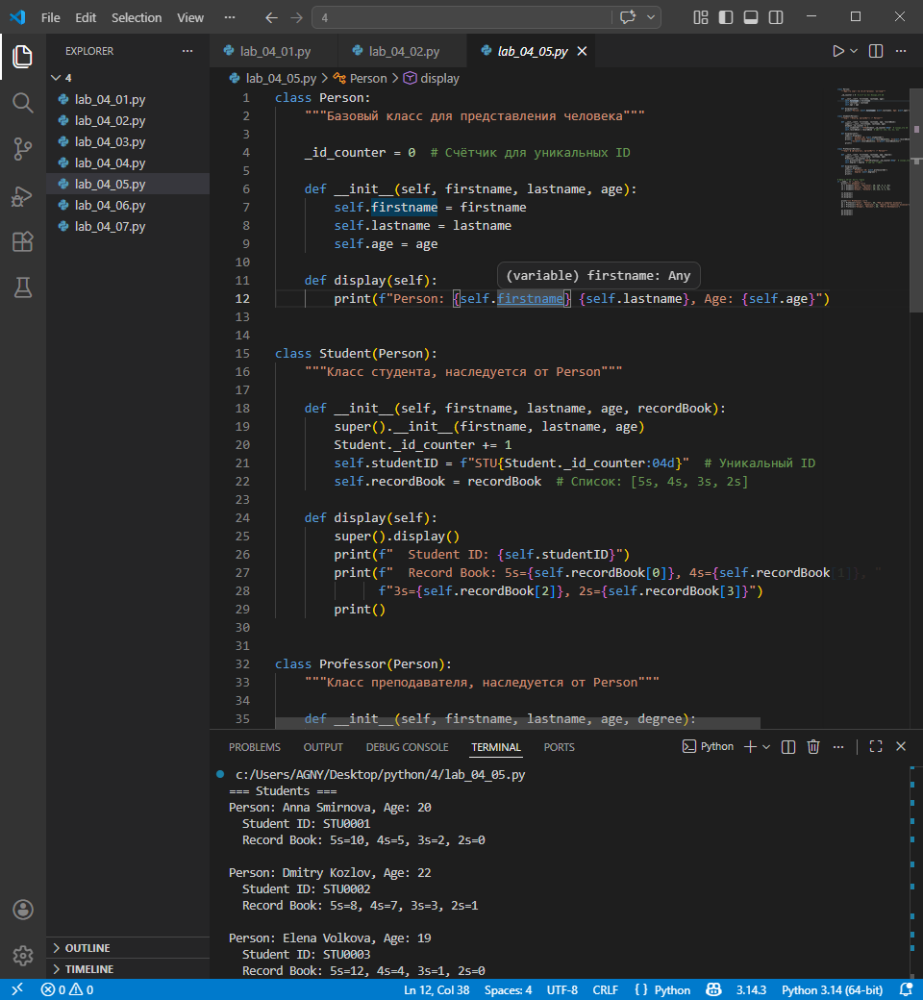 File Edit Selection View ··· 4
EXPLORER ···
4
lab_04_01.py
lab_04_02.py
lab_04_03.py
lab_04_04.py
lab_04_05.py
lab_04_06.py
lab_04_07.py
OUTLINE
TIMELINE
lab_04_01.py lab_04_02.py lab_04_05.py
lab_04_05.py > Person > display
1 class Person:
2 """Базовый класс для представления человека"""
3
4 _id_counter = 0  # Счётчик для уникальных ID
5
6 def __init__(self, firstname, lastname, age):
7 self.firstname = firstname
8 self.lastname = lastname
9 self.age = age
10
(variable) firstname: Any
11 def display(self):
12 print(f"Person: {self.firstname} {self.lastname}, Age: {self.age}")
13
14
15 class Student(Person):
16 """Класс студента, наследуется от Person"""
17
18 def __init__(self, firstname, lastname, age, recordBook):
19 super().__init__(firstname, lastname, age)
20 Student._id_counter += 1
21 self.studentID = f"STU{Student._id_counter:04d}"  # Уникальный ID
22 self.recordBook = recordBook  # Список: [5s, 4s, 3s, 2s]
23
24 def display(self):
25 super().display()
26 print(f"  Student ID: {self.studentID}")
27 print(f"  Record Book: 5s={self.recordBook[0]}, 4s={self.recordBook[1]}, "
28 f"3s={self.recordBook[2]}, 2s={self.recordBook[3]}")
29 print()
30
31
32 class Professor(Person):
33 """Класс преподавателя, наследуется от Person"""
34
35 def __init__(self, firstname, lastname, age, degree):
PROBLEMS OUTPUT DEBUG CONSOLE TERMINAL PORTS Python
c:/Users/AGNY/Desktop/python/4/lab_04_05.py
=== Students ===
Person: Anna Smirnova, Age: 20
Student ID: STU0001
Record Book: 5s=10, 4s=5, 3s=2, 2s=0
Person: Dmitry Kozlov, Age: 22
Student ID: STU0002
Record Book: 5s=8, 4s=7, 3s=3, 2s=1
Person: Elena Volkova, Age: 19
Student ID: STU0003
Record Book: 5s=12, 4s=4, 3s=1, 2s=0
0 0 Ln 12, Col 38 Spaces: 4 UTF-8 CRLF { } Python 3.14.3 Python 3.14 (64-bit)